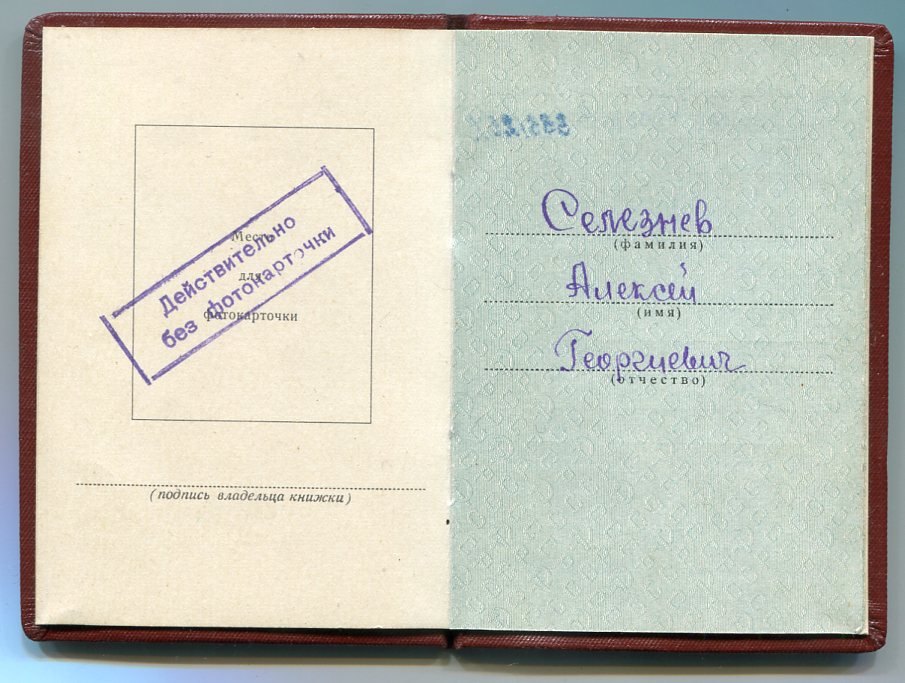 Место
для
фотокарточки
Действительно
без фотокарточки
(подпись владельца книжки)
Селезнев
(фамилия)
Алексей
(имя)
Георгиевич
(отчество)